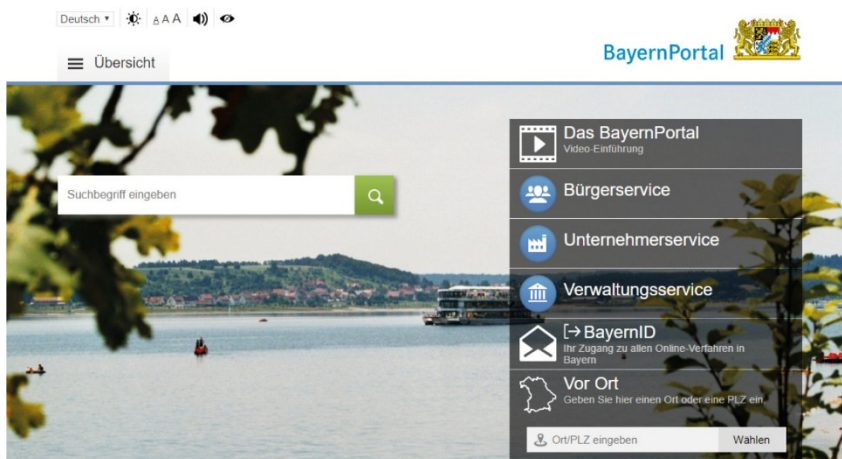 Deutsch
A A A
Übersicht
BayernPortal
Suchbegriff eingeben
Das BayernPortal
Video-Einführung
Bürgerservice
Unternehmerservice
Verwaltungsservice
BayernID
Ihr Zugang zu allen Online-Verfahren in
Bayern
Vor Ort
Geben Sie hier einen Ort oder eine PLZ ein.
Ort/PLZ eingeben Wählen